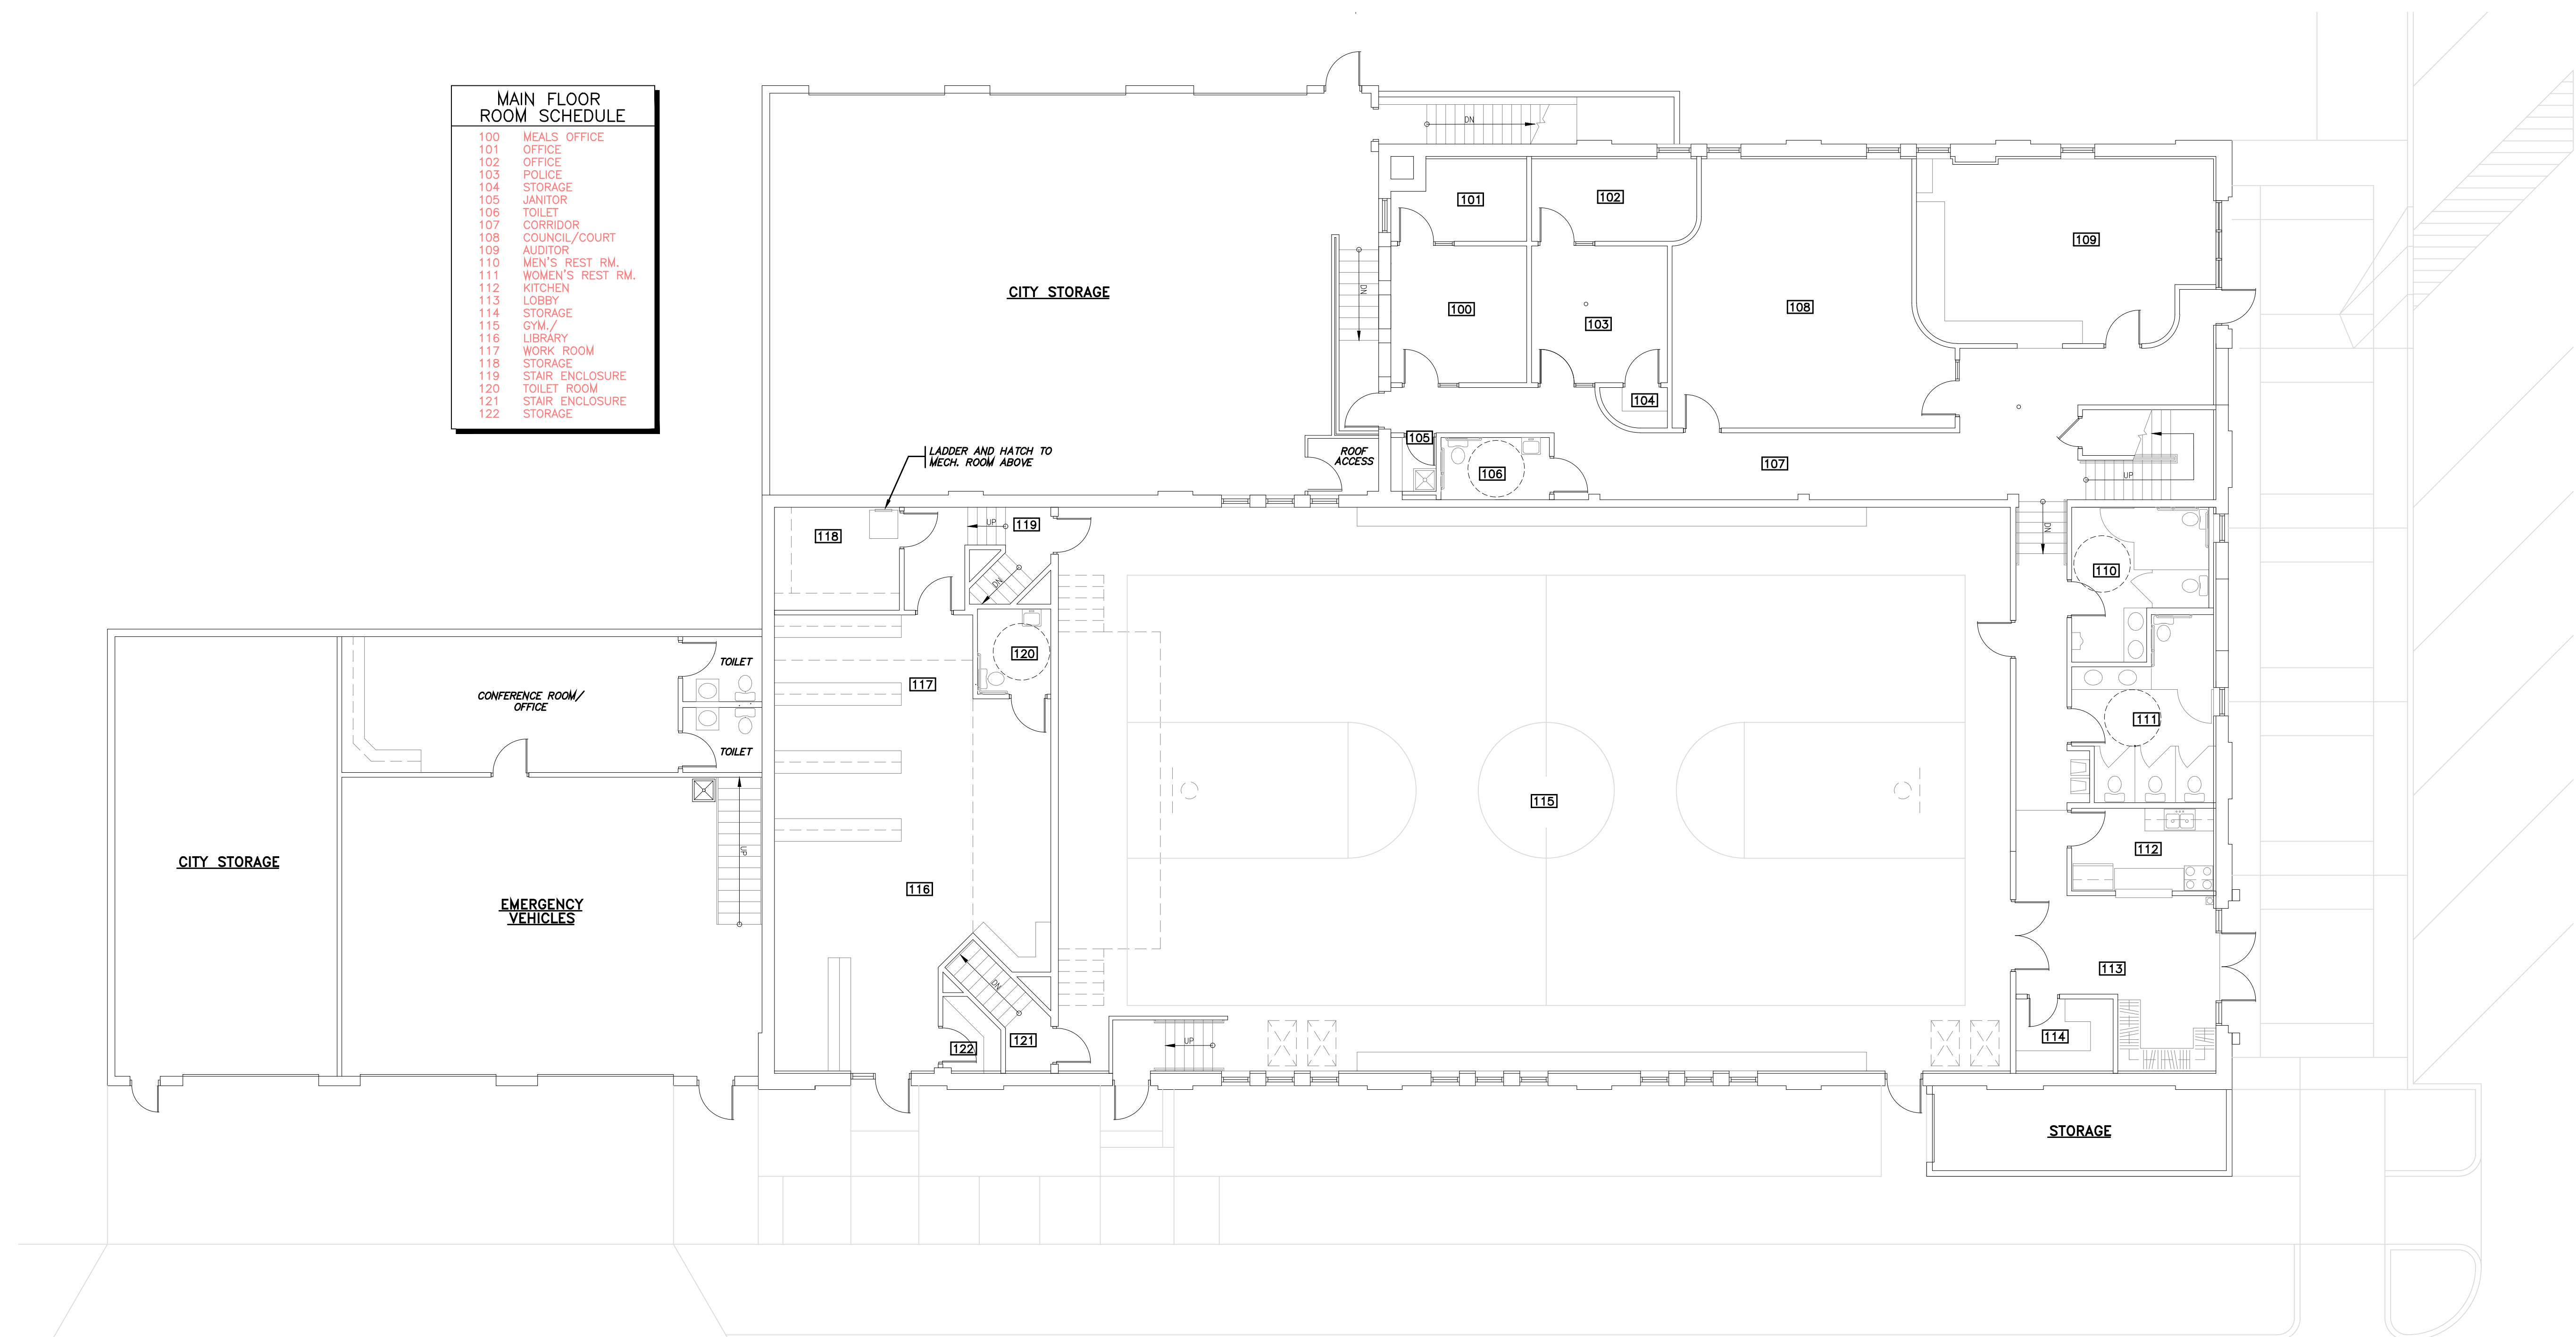 MAIN FLOOR
ROOM SCHEDULE
100 MEALS OFFICE
101 OFFICE
102 OFFICE
103 POLICE
104 STORAGE
105 JANITOR
106 TOILET
107 CORRIDOR
108 COUNCIL/COURT
109 AUDITOR
110 MEN'S REST RM.
111 WOMEN'S REST RM.
112 KITCHEN
113 LOBBY
114 STORAGE
115 GYM./
116 LIBRARY
117 WORK ROOM
118 STORAGE
119 STAIR ENCLOSURE
120 TOILET ROOM
121 STAIR ENCLOSURE
122 STORAGE
DN
101
102
109
CITY STORAGE
DN
100
103
108
104
105
ROOF
ACCESS
LADDER AND HATCH TO
MECH. ROOM ABOVE
106
107
UP
118
UP
119
DN
DN
110
120
TOILET
117
CONFERENCE ROOM/
OFFICE
111
TOILET
115
UP
112
CITY STORAGE
116
EMERGENCY
VEHICLES
113
DN
114
121
122
UP
STORAGE